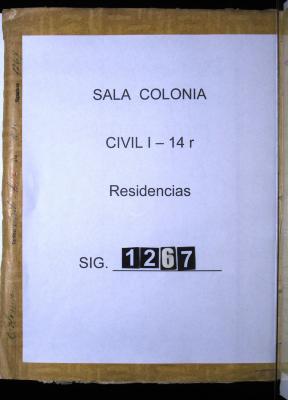 SALA COLONIA
CIVIL I – 14 r
Residencias
SIG. 1267